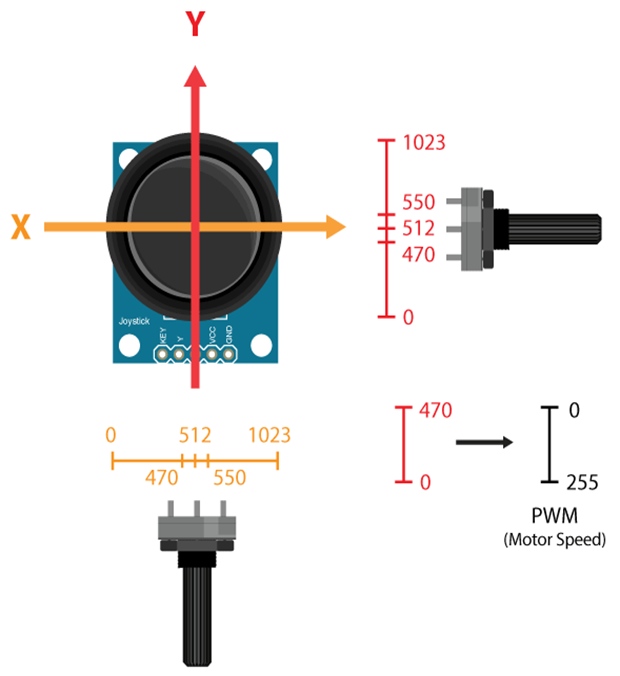 Y
X
1023
550
512
470
0
Joystick
KEY
Y
VCC
GND
0 512 1023
470 550
470 0
0 255
PWM
(Motor Speed)